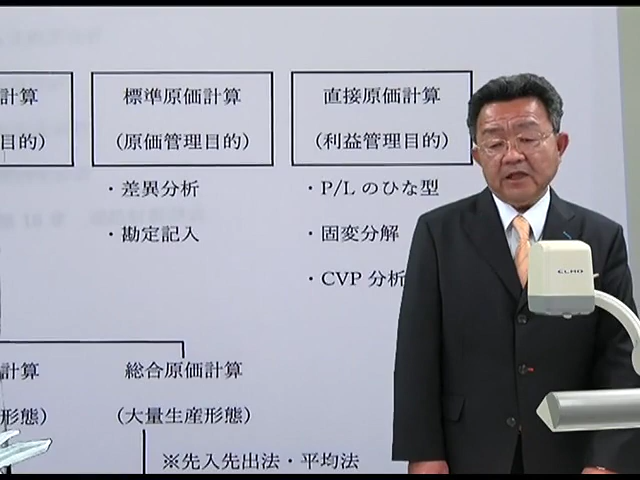 計算
目的)
標準原価計算
(原価管理目的)
・差異分析
・勘定記入
直接原価計算
(利益管理目的)
・P/L のひな型
・固変分解
・CVP 分析
ELMO
計算
形態)
総合原価計算
(大量生産形態)
※先入先出法・平均法